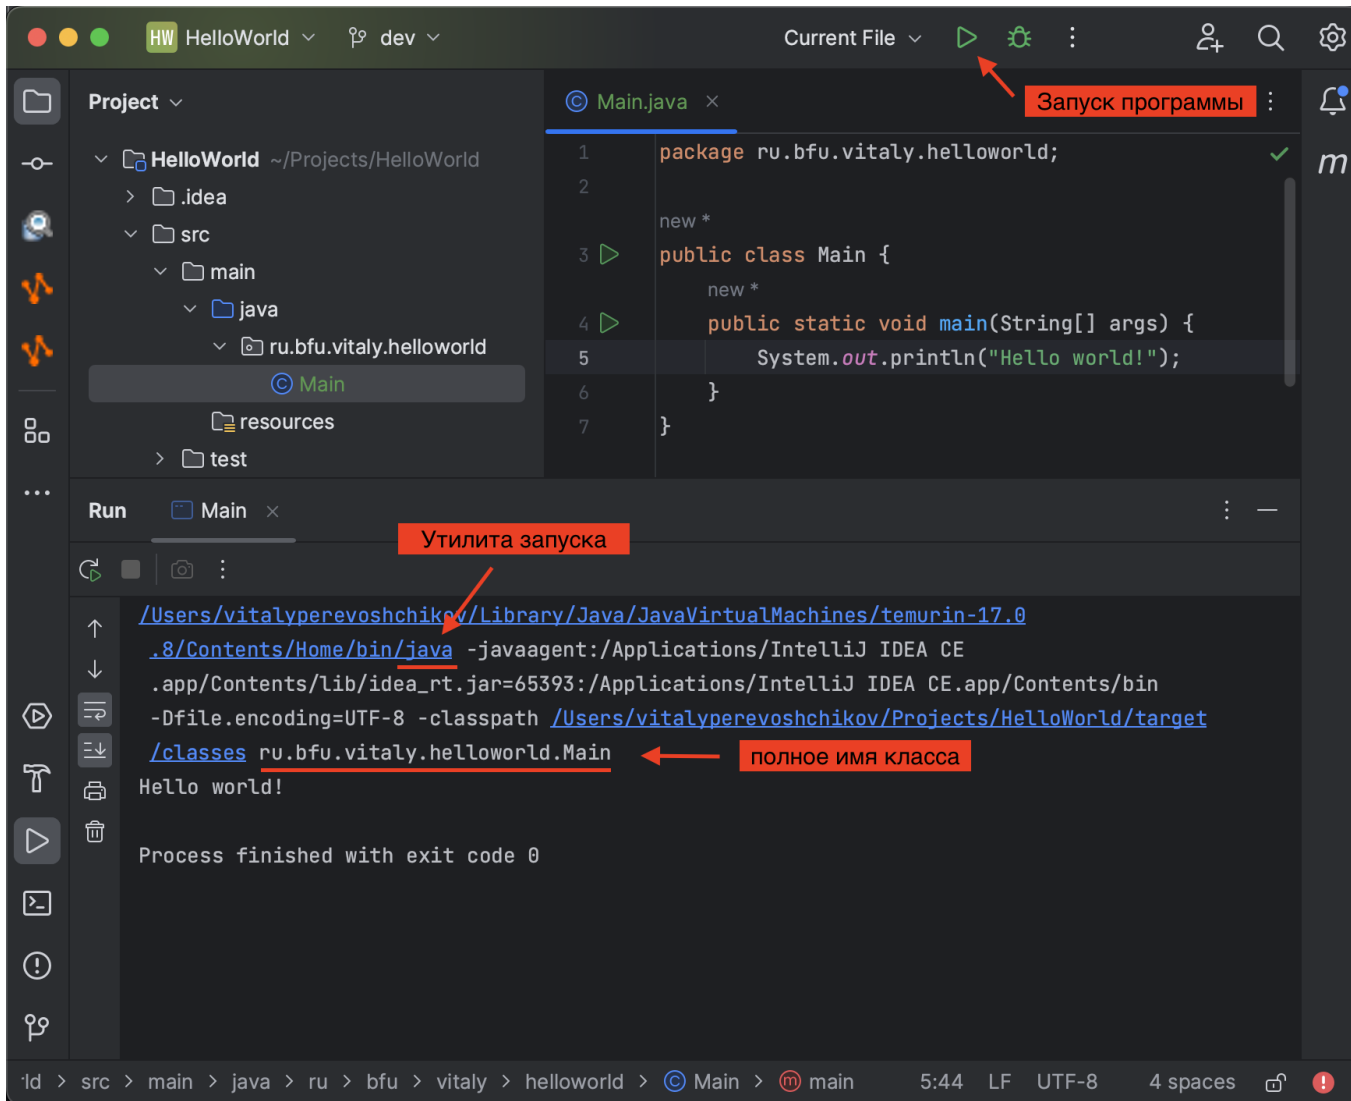 HW HelloWorld dev Current File
Project
Main.java
Запуск программы
HelloWorld ~/Projects/HelloWorld
.idea
src
main
java
ru.bfu.vitaly.helloworld
Main
resources
test
1 package ru.bfu.vitaly.helloworld;
2
new *
3 public class Main {
new *
4 public static void main(String[] args) {
5 System.out.println("Hello world!");
6 }
7 }
m
Run Main
Утилита запуска
/Users/vitalyperevoshchikov/Library/Java/JavaVirtualMachines/temurin-17.0
.8/Contents/Home/bin/java -javaagent:/Applications/IntelliJ IDEA CE
.app/Contents/lib/idea_rt.jar=65393:/Applications/IntelliJ IDEA CE.app/Contents/bin
-Dfile.encoding=UTF-8 -classpath /Users/vitalyperevoshchikov/Projects/HelloWorld/target
/classes ru.bfu.vitaly.helloworld.Main
полное имя класса
Hello world!
Process finished with exit code 0
ld > src > main > java > ru > bfu > vitaly > helloworld > Main > main 5:44 LF UTF-8 4 spaces